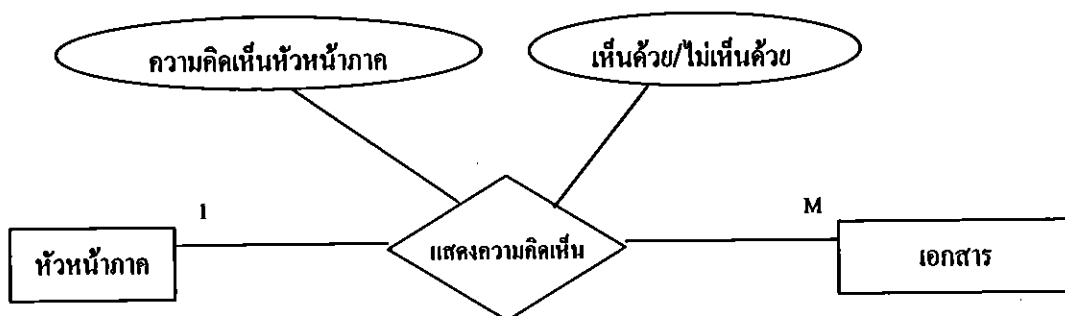 ความคิดเห็นหัวหน้าภาค
เห็นด้วย/ไม่เห็นด้วย
1
M
หัวหน้าภาค
แสดงความคิดเห็น
เอกสาร